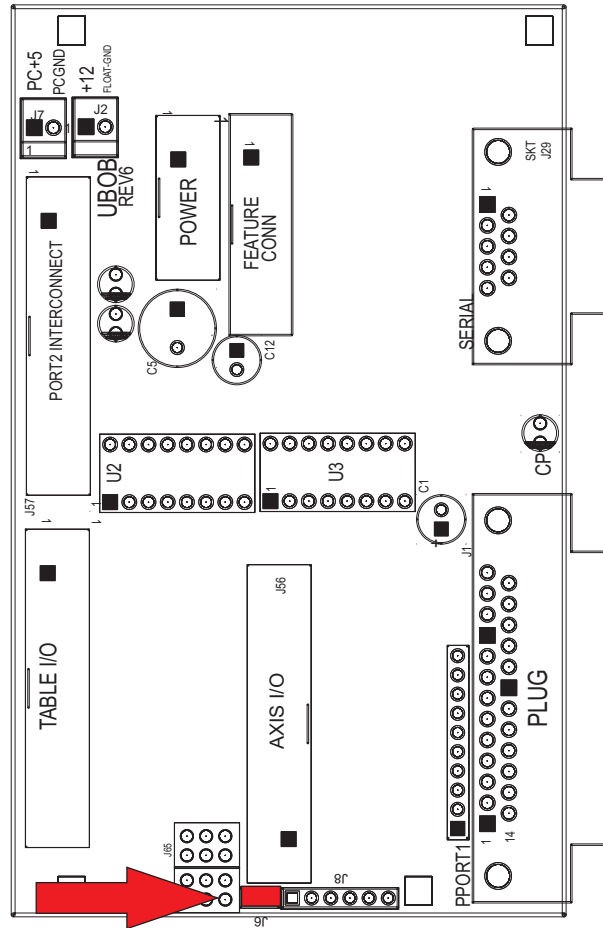 PC+5
PCGND
+12
FLOAT-GND
J7
J2
1
1
1
UBOB
REV6
PORT2 INTERCONNECT
J57
POWER
1
FEATURE
CONN
1
C5
C12
SKT
J29
1
SERIAL
U2
1
U3
1
C1
+
CP
J1
1
TABLE I/O
J56
AXIS I/O
PLUG
1
14
PPORT1
J65
J8
J6